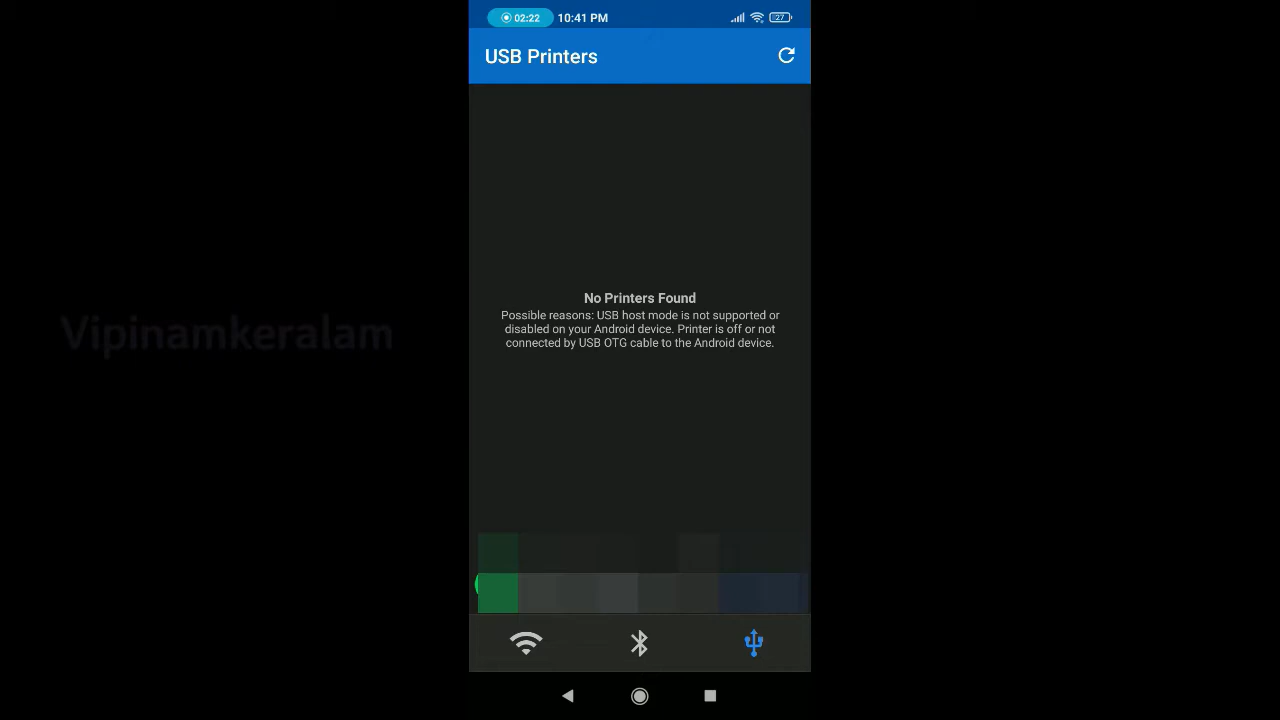 02:22 10:41 PM 27
USB Printers
No Printers Found
Possible reasons: USB host mode is not supported or
disabled on your Android device. Printer is off or not
connected by USB OTG cable to the Android device.
Vipinamkeralam